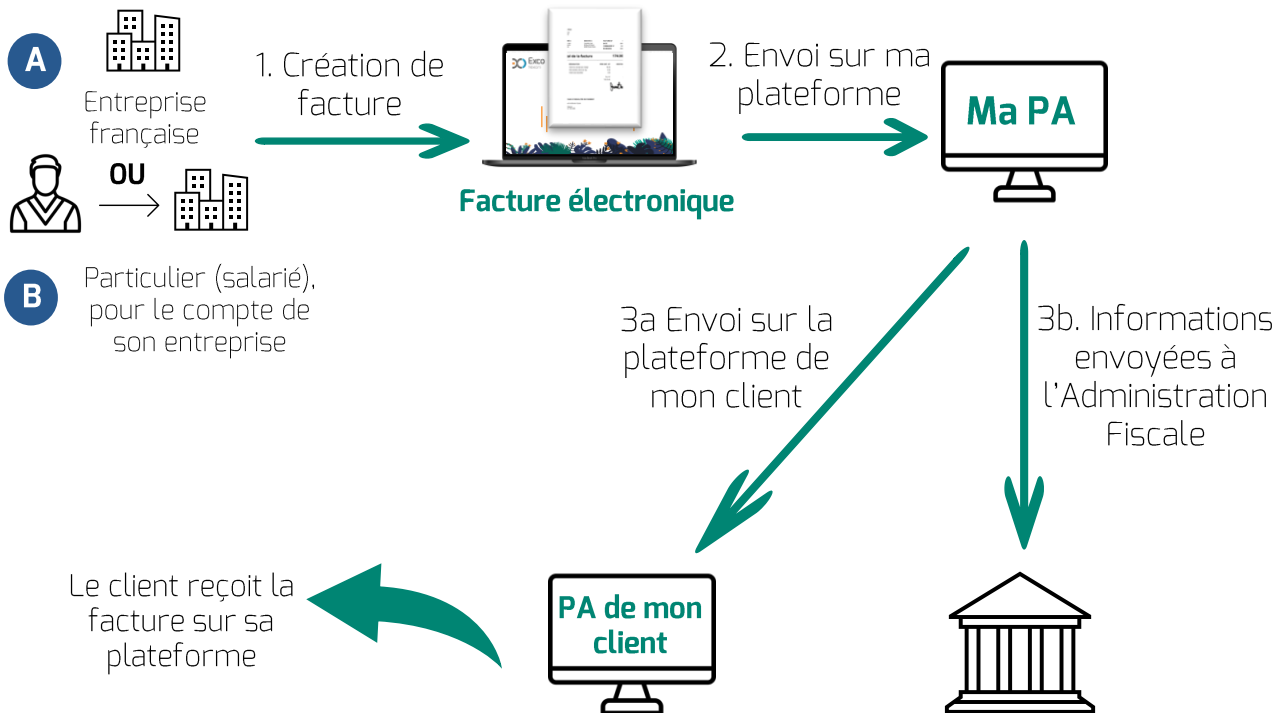 A
Entreprise
française
OU
B
Particulier (salarié),
pour le compte de
son entreprise
1. Création de
facture
Exco
Facture électronique
2. Envoi sur ma
plateforme
Ma PA
3a Envoi sur la
plateforme de
mon client
3b. Informations
envoyées à
l'Administration
Fiscale
PA de mon
client
Le client reçoit la
facture sur sa
plateforme